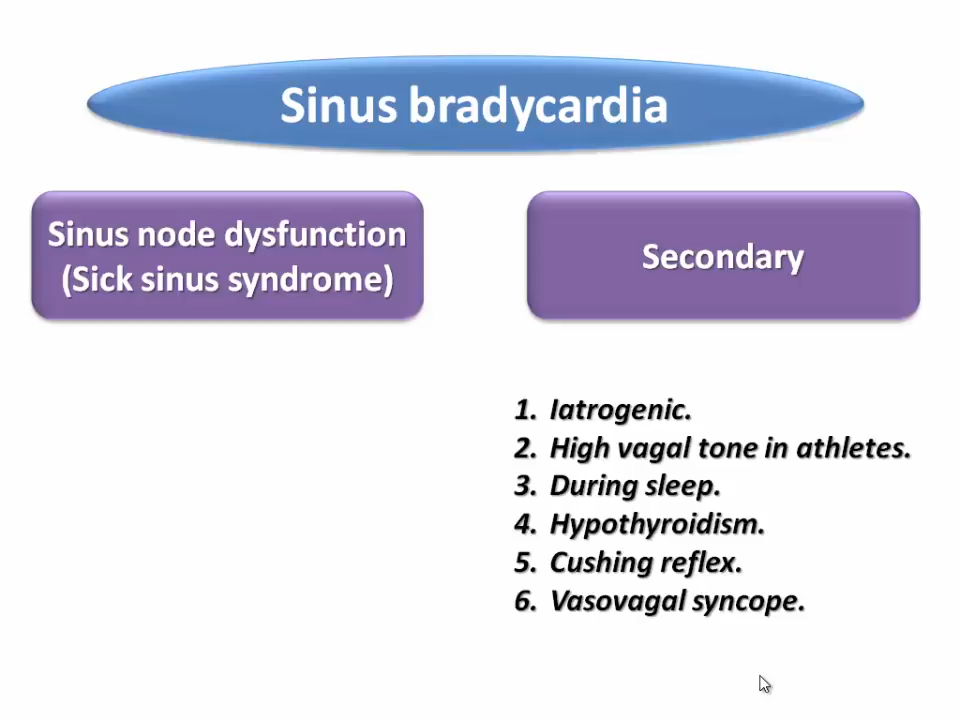 Sinus bradycardia
Sinus node dysfunction
(Sick sinus syndrome)
Secondary
1. Iatrogenic.
2. High vagal tone in athletes.
3. During sleep.
4. Hypothyroidism.
5. Cushing reflex.
6. Vasovagal syncope.